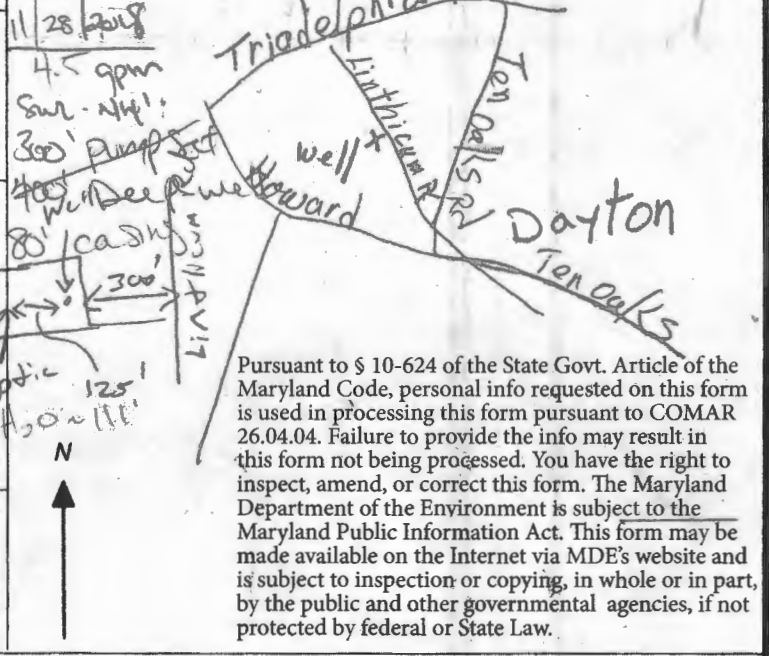 11/28/2018
4.5 gpm
300' pump set
400' Well Deep
80' casing
300'
125'
Linthicum
Triadelphia
Linthicum R
Ten Oaks Rd
well +
Howard
Dayton
Ten Oaks
N
Pursuant to § 10-624 of the State Govt. Article of the
Maryland Code, personal info requested on this form
is used in processing this form pursuant to COMAR
26.04.04. Failure to provide the info may result in
this form not being processed. You have the right to
inspect, amend, or correct this form. The Maryland
Department of the Environment is subject to the
Maryland Public Information Act. This form may be
made available on the Internet via MDE's website and
is subject to inspection or copying, in whole or in part,
by the public and other governmental agencies, if not
protected by federal or State Law.